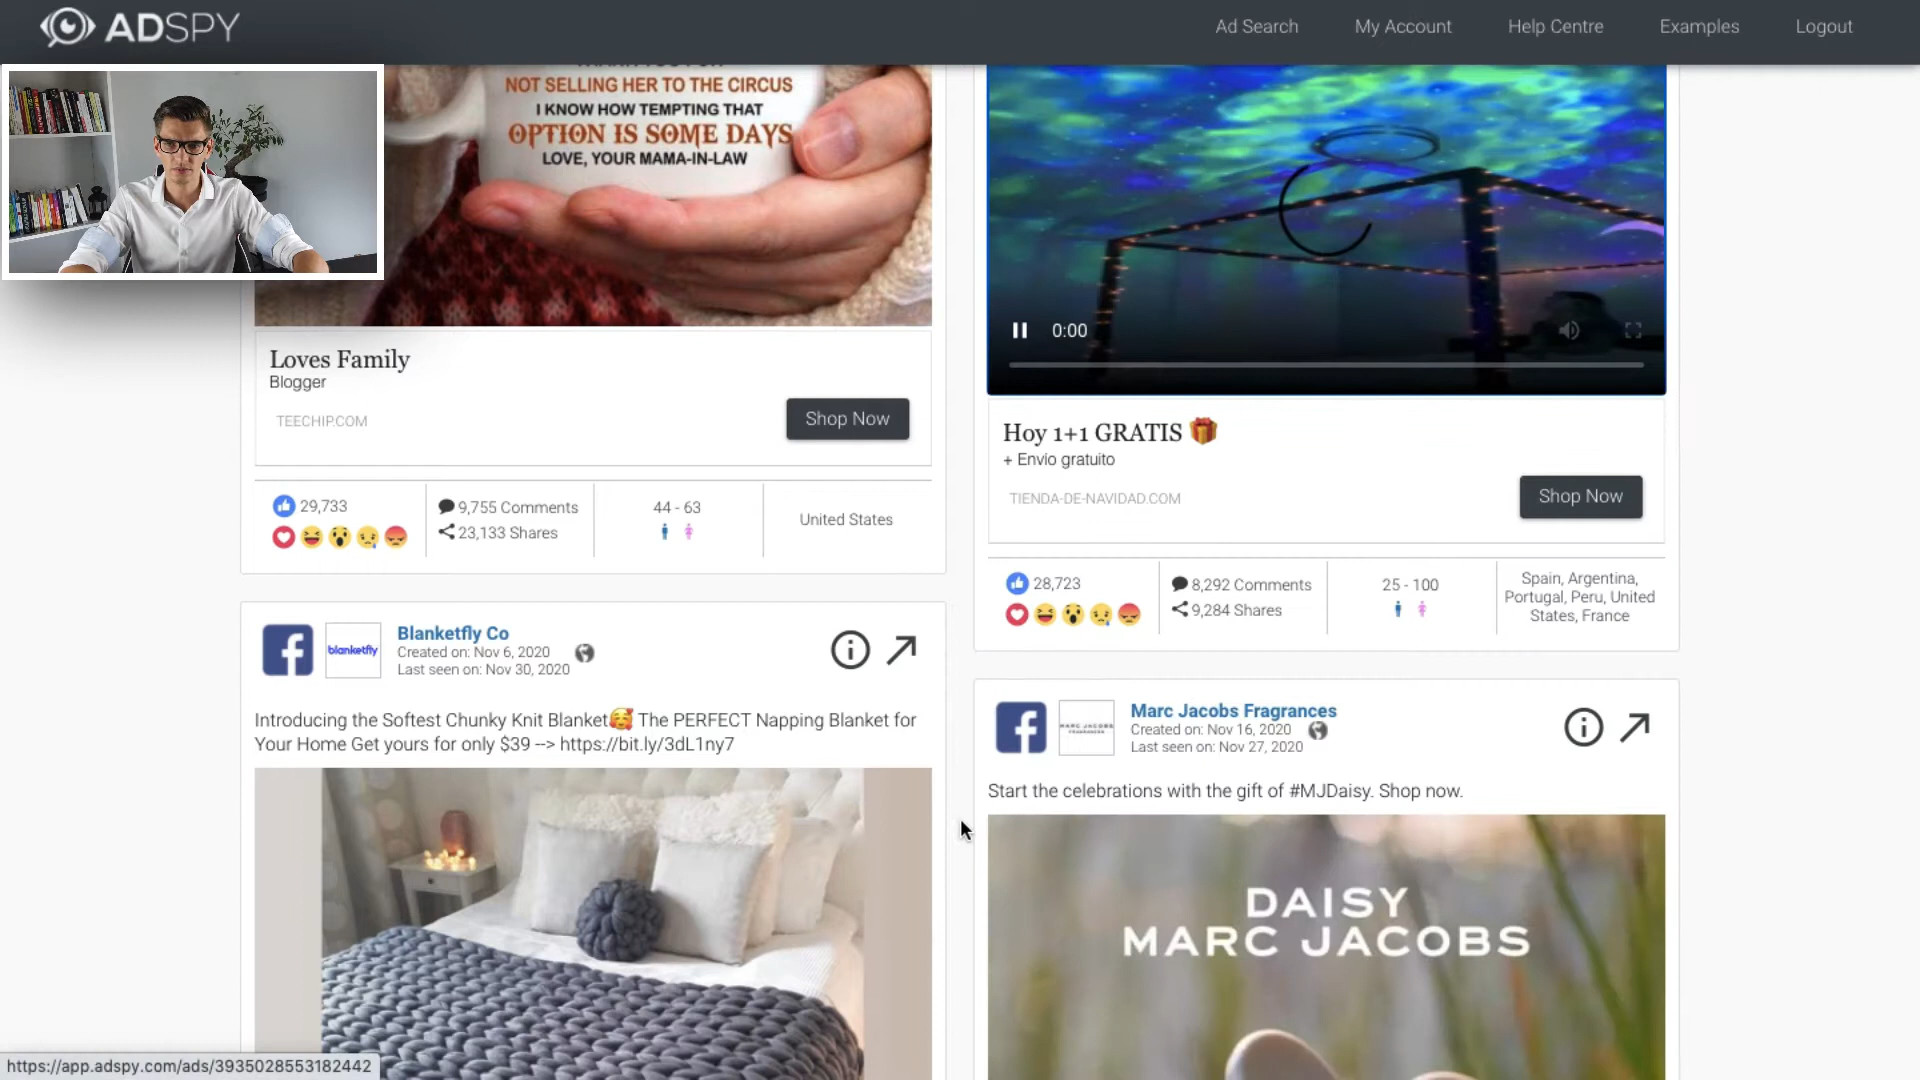 ADSPY
Ad Search
My Account
Help Centre
Examples
Logout
NOT SELLING HER TO THE CIRCUS
I KNOW HOW TEMPTING THAT
OPTION IS SOME DAYS
LOVE, YOUR MAMA-IN-LAW
Loves Family
Blogger
TEECHIP.COM
Shop Now
29,733
9,755 Comments
23,133 Shares
44 - 63
United States
0:00
Hoy 1+1 GRATIS 🎁
+ Envío gratuito
TIENDA-DE-NAVIDAD.COM
Shop Now
28,723
8,292 Comments
9,284 Shares
25 - 100
Spain, Argentina,
Portugal, Peru, United
States, France
blanketfly
Blanketfly Co
Created on: Nov 6, 2020
Last seen on: Nov 30, 2020
Introducing the Softest Chunky Knit Blanket🥰 The PERFECT Napping Blanket for
Your Home Get yours for only $39 --> https://bit.ly/3dL1ny7
MARC JACOBS
Marc Jacobs Fragrances
Created on: Nov 16, 2020
Last seen on: Nov 27, 2020
Start the celebrations with the gift of #MJDaisy. Shop now.
DAISY
MARC JACOBS
https://app.adspy.com/ads/3935028553182442